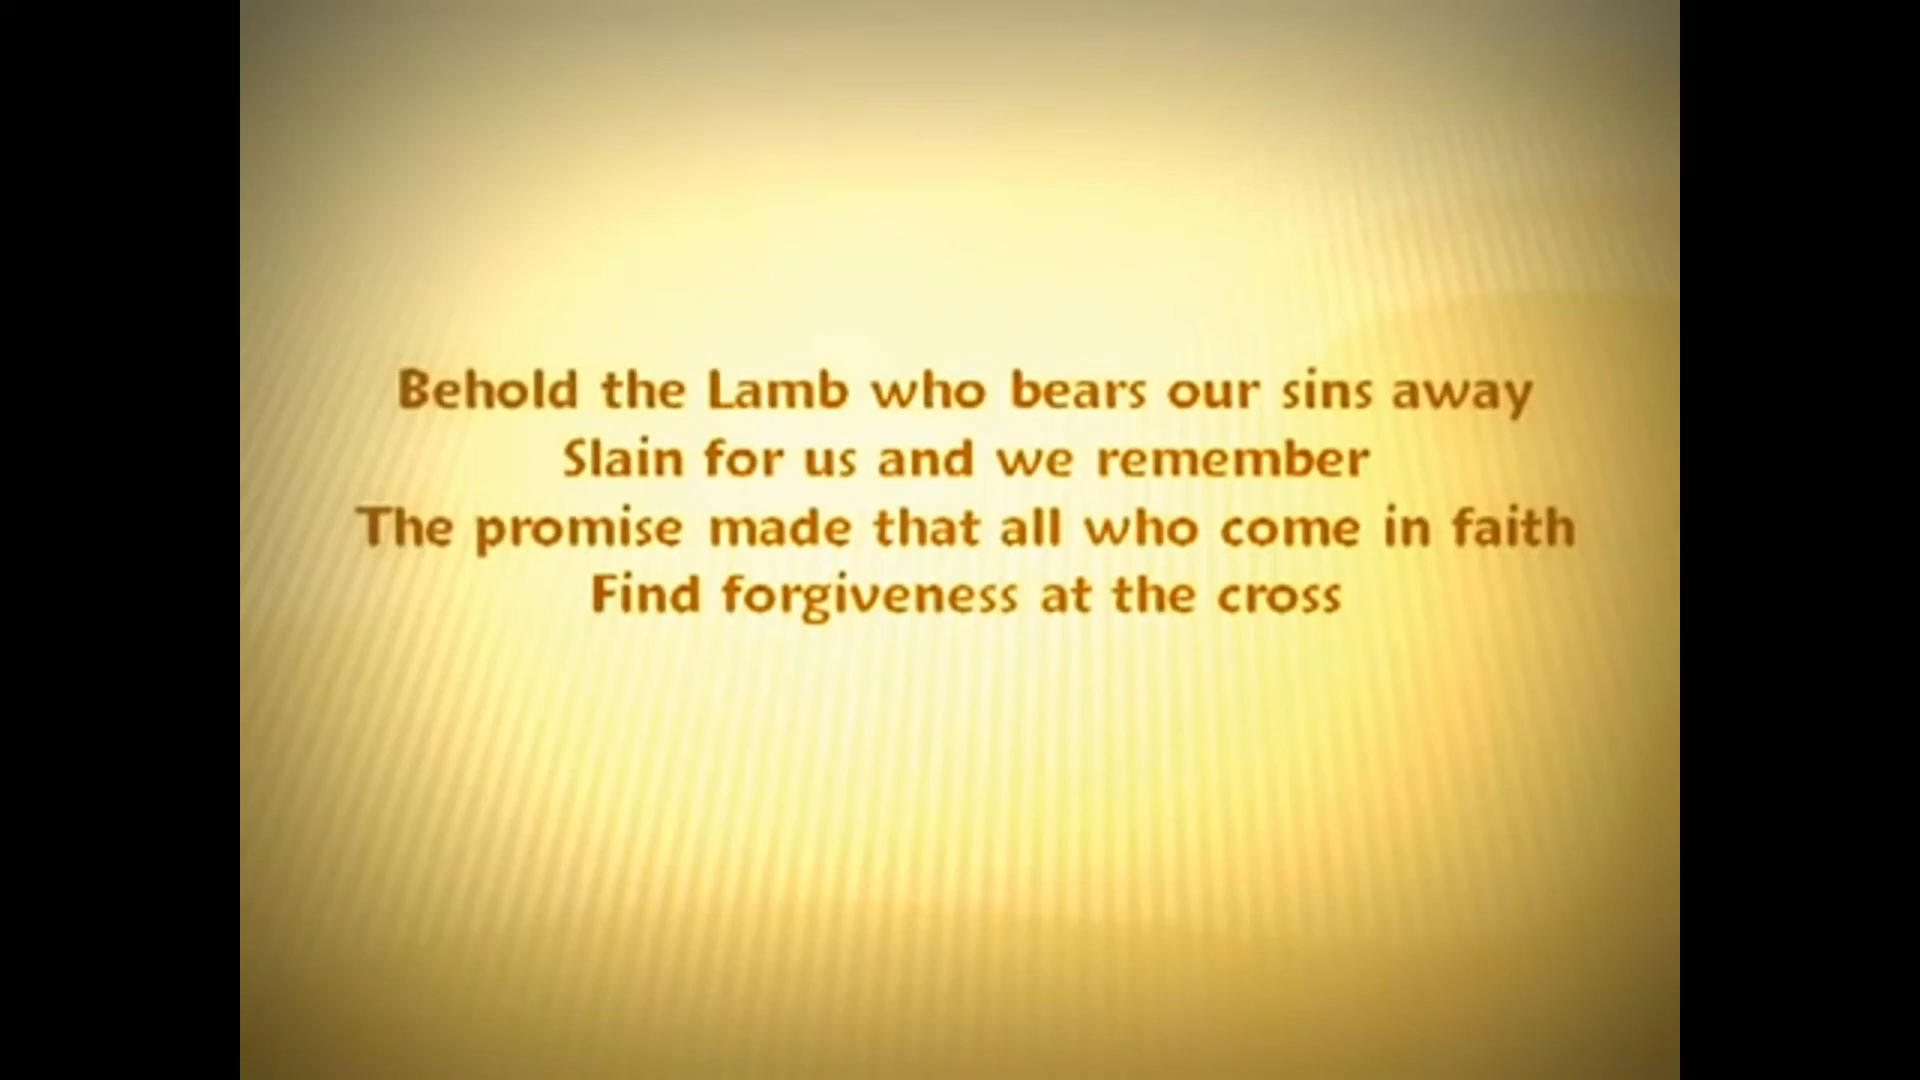 Behold the Lamb who bears our sins away
Slain for us and we remember
The promise made that all who come in faith
Find forgiveness at the cross